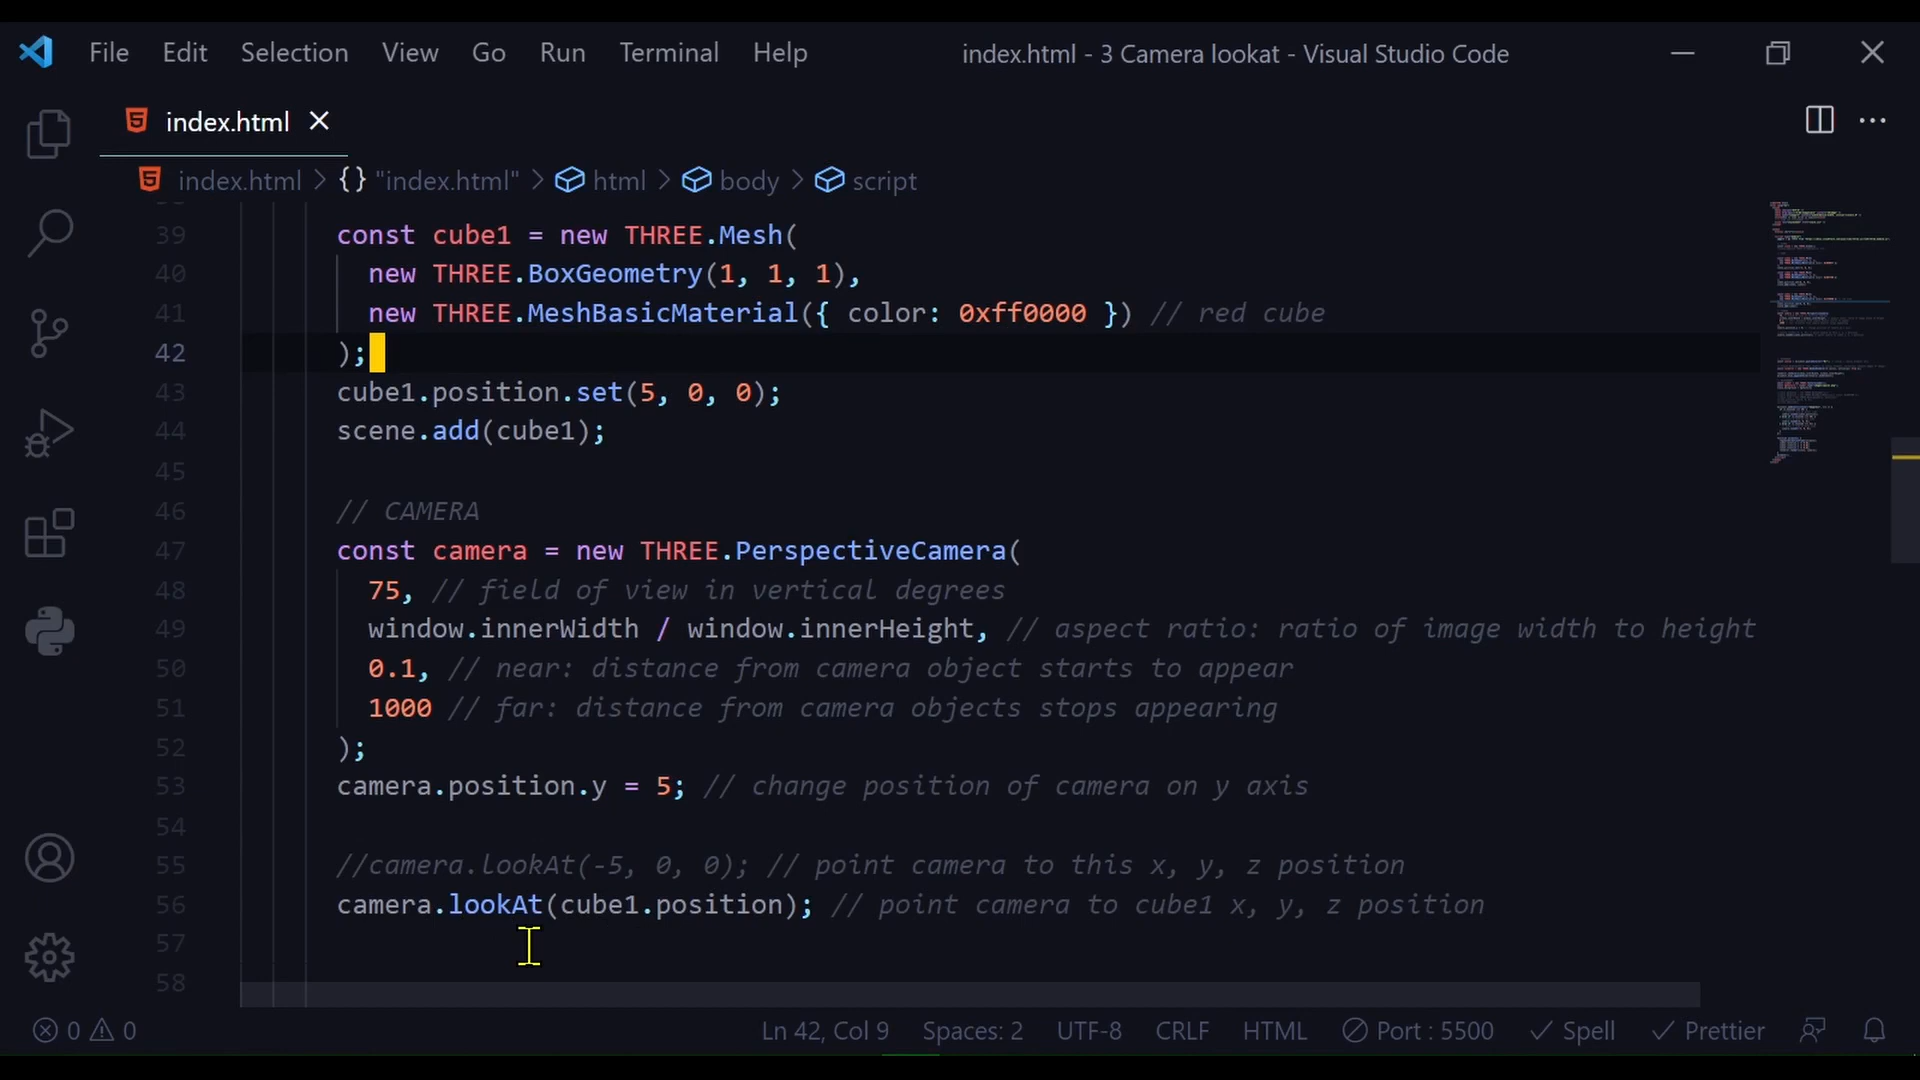 File Edit Selection View Go Run Terminal Help index.html - 3 Camera lookat - Visual Studio Code
index.html
index.html > {} "index.html" > html > body > script
39 const cube1 = new THREE.Mesh(
40 new THREE.BoxGeometry(1, 1, 1),
41 new THREE.MeshBasicMaterial({ color: 0xff0000 }) // red cube
42 );
43 cube1.position.set(5, 0, 0);
44 scene.add(cube1);
45
46 // CAMERA
47 const camera = new THREE.PerspectiveCamera(
48 75, // field of view in vertical degrees
49 window.innerWidth / window.innerHeight, // aspect ratio: ratio of image width to height
50 0.1, // near: distance from camera object starts to appear
51 1000 // far: distance from camera objects stops appearing
52 );
53 camera.position.y = 5; // change position of camera on y axis
54
55 //camera.lookAt(-5, 0, 0); // point camera to this x, y, z position
56 camera.lookAt(cube1.position); // point camera to cube1 x, y, z position
57
58
0 0 Ln 42, Col 9 Spaces: 2 UTF-8 CRLF HTML Port : 5500 Spell Prettier